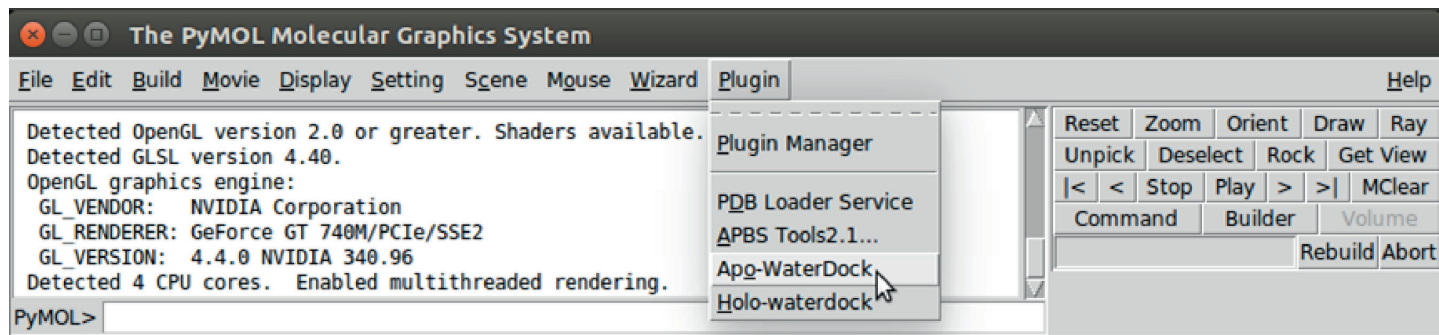 The PyMOL Molecular Graphics System
File Edit Build Movie Display Setting Scene Mouse Wizard Plugin Help
Detected OpenGL version 2.0 or greater. Shaders available.
Detected GLSL version 4.40.
OpenGL graphics engine:
GL_VENDOR: NVIDIA Corporation
GL_RENDERER: GeForce GT 740M/PCIe/SSE2
GL_VERSION: 4.4.0 NVIDIA 340.96
Detected 4 CPU cores. Enabled multithreaded rendering.
PyMOL>
Plugin Manager
PDB Loader Service
APBS Tools2.1...
Apo-WaterDock
Holo-waterdock
Reset Zoom Orient Draw Ray
Unpick Deselect Rock Get View
|< < Stop Play > >| MClear
Command Builder Volume
Rebuild Abort